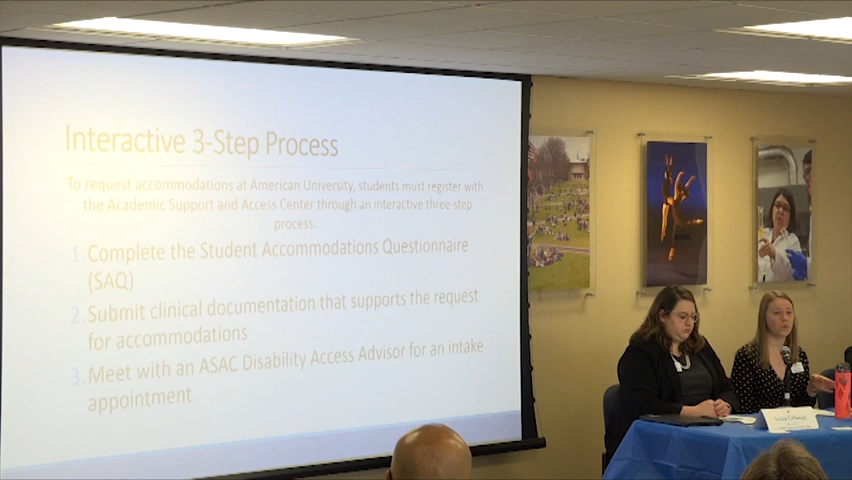 Interactive 3-Step Process
To request accommodations at American University, students must register with
the Academic Support and Access Center through an interactive three-step
process:
1. Complete the Student Accommodations Questionnaire
(SAQ)
2. Submit clinical documentation that supports the request
for accommodations
3. Meet with an ASAC Disability Access Advisor for an intake
appointment